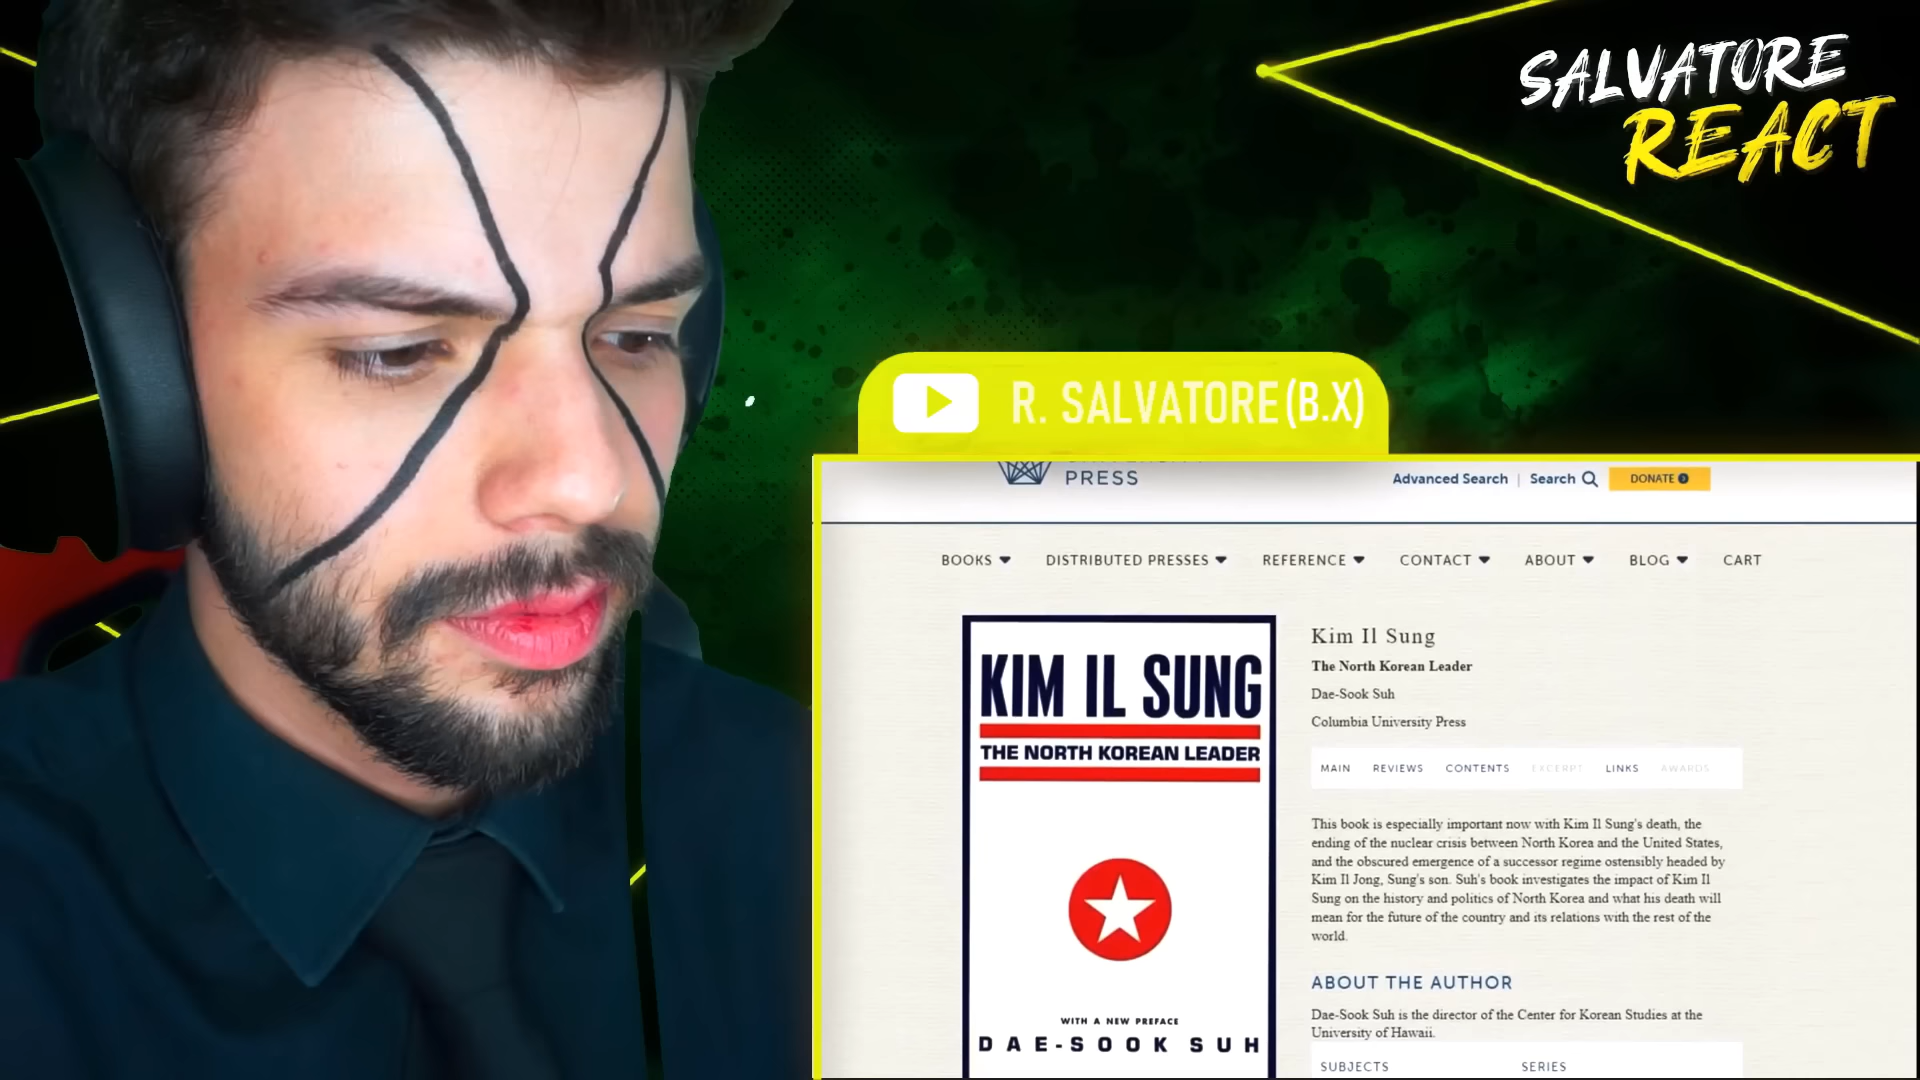 SALVATORE
REACT
R. SALVATORE (B.X)
PRESS
Advanced Search | Search
DONATE
BOOKS
DISTRIBUTED PRESSES
REFERENCE
CONTACT
ABOUT
BLOG
CART
KIM IL SUNG
THE NORTH KOREAN LEADER
WITH A NEW PREFACE
DAE-SOOK SUH
Kim Il Sung
The North Korean Leader
Dae-Sook Suh
Columbia University Press
MAIN REVIEWS CONTENTS EXCERPT LINKS AWARDS
This book is especially important now with Kim Il Sung's death, the
ending of the nuclear crisis between North Korea and the United States,
and the obscured emergence of a successor regime ostensibly headed by
Kim Il Jong, Sung's son. Suh's book investigates the impact of Kim Il
Sung on the history and politics of North Korea and what his death will
mean for the future of the country and its relations with the rest of the
world.
ABOUT THE AUTHOR
Dae-Sook Suh is the director of the Center for Korean Studies at the
University of Hawaii.
SUBJECTS
SERIES